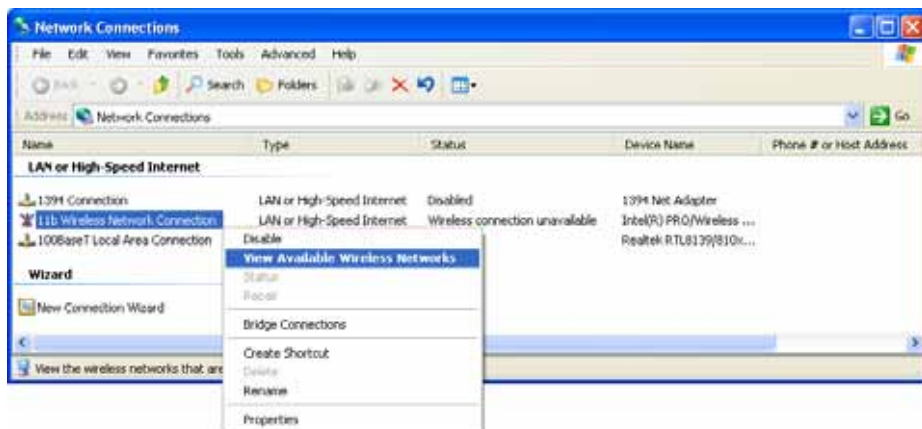 Network Connections
File Edit View Favorites Tools Advanced Help
Back Search Folders
Address Network Connections Go
Name Type Status Device Name Phone # or Host Address
LAN or High-Speed Internet
1394 Connection LAN or High-Speed Internet Disabled 1394 Net Adapter
11b Wireless Network Connection LAN or High-Speed Internet Wireless connection unavailable Intel(R) PRO/Wireless ...
100BaseT Local Area Connection Realtek RTL8139/810x...
Disable
View Available Wireless Networks
Status
Repair
Wizard
New Connection Wizard
Bridge Connections
Create Shortcut
Delete
Rename
Properties
View the wireless networks that are